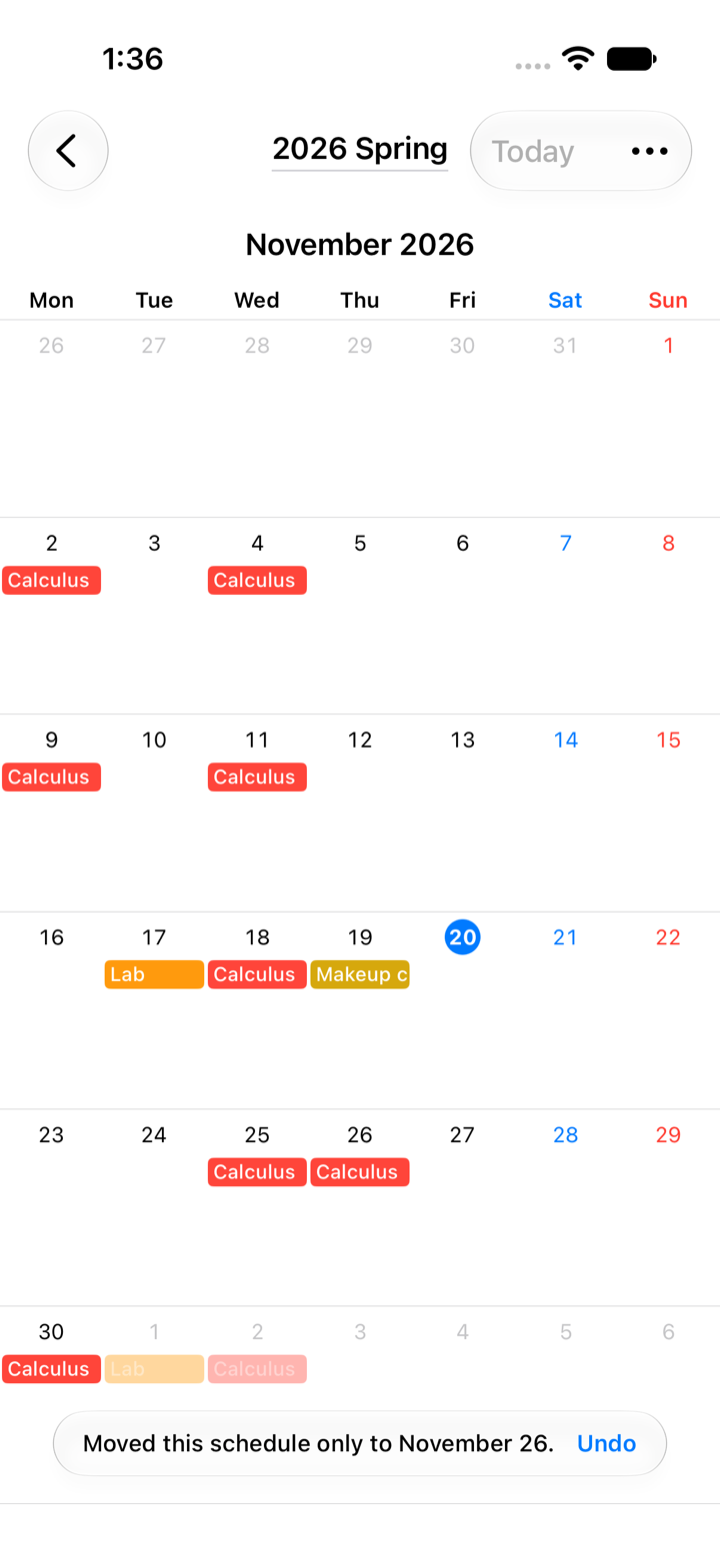 1:36
2026 Spring
Today
November 2026
Mon Tue Wed Thu Fri Sat Sun
26 27 28 29 30 31 1
2 3 4 5 6 7 8
Calculus Calculus
9 10 11 12 13 14 15
Calculus Calculus
16 17 18 19 20 21 22
Lab Calculus Makeup c
23 24 25 26 27 28 29
Calculus Calculus
30 1 2 3 4 5 6
Calculus Lab Calculus
Moved this schedule only to November 26. Undo